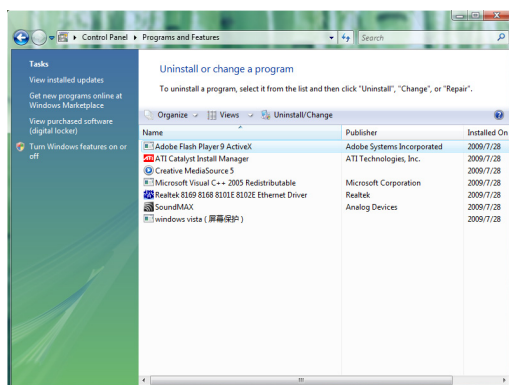 Control Panel ▸ Programs and Features
Search
Tasks
View installed updates
Get new programs online at
Windows Marketplace
View purchased software
(digital locker)
Turn Windows features on or
off
Uninstall or change a program
To uninstall a program, select it from the list and then click "Uninstall", "Change", or "Repair".
Organize Views Uninstall/Change
Name Publisher Installed On
Adobe Flash Player 9 ActiveX Adobe Systems Incorporated 2009/7/28
ATI Catalyst Install Manager ATI Technologies, Inc. 2009/7/28
Creative MediaSource 5 2009/7/28
Microsoft Visual C++ 2005 Redistributable Microsoft Corporation 2009/7/28
Realtek 8169 8168 8101E 8102E Ethernet Driver Realtek 2009/7/28
SoundMAX Analog Devices 2009/7/28
windows vista ( 屏幕保护 ) 2009/7/28